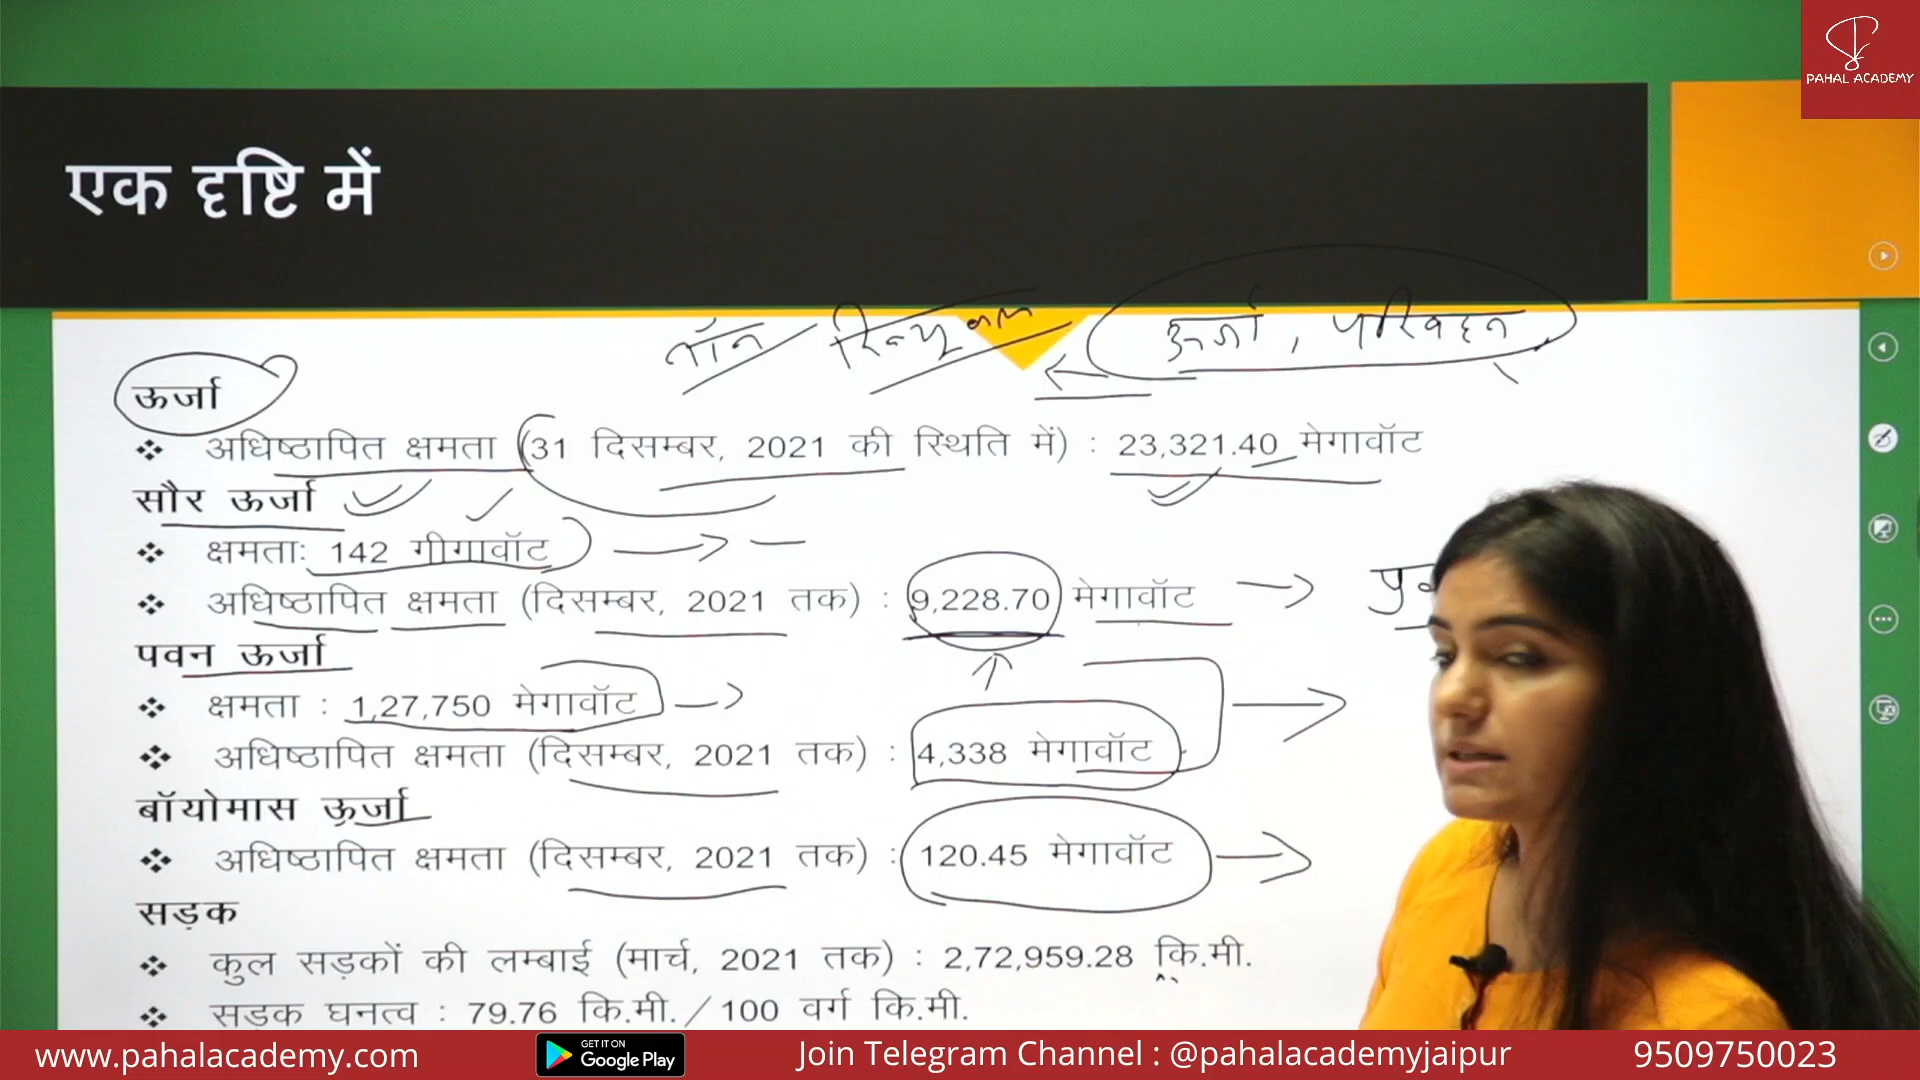 PAHAL ACADEMY
एक दृष्टि में
नॉन रिन्यूबल
ऊर्जा, परिवहन
ऊर्जा
❖ अधिष्ठापित क्षमता (31 दिसम्बर, 2021 की स्थिति में) : 23,321.40 मेगावॉट
सौर ऊर्जा
❖ क्षमताः 142 गीगावॉट
❖ अधिष्ठापित क्षमता (दिसम्बर, 2021 तक) : 9,228.70 मेगावॉट
पवन ऊर्जा
❖ क्षमता : 1,27,750 मेगावॉट
❖ अधिष्ठापित क्षमता (दिसम्बर, 2021 तक) : 4,338 मेगावॉट
बॉयोमास ऊर्जा
❖ अधिष्ठापित क्षमता (दिसम्बर, 2021 तक) : 120.45 मेगावॉट
सड़क
❖ कुल सड़कों की लम्बाई (मार्च, 2021 तक) : 2,72,959.28 कि.मी.
❖ सड़क घनत्व : 79.76 कि.मी./100 वर्ग कि.मी.
www.pahalacademy.com
GET IT ON
Google Play
Join Telegram Channel : @pahalacademyjaipur
9509750023